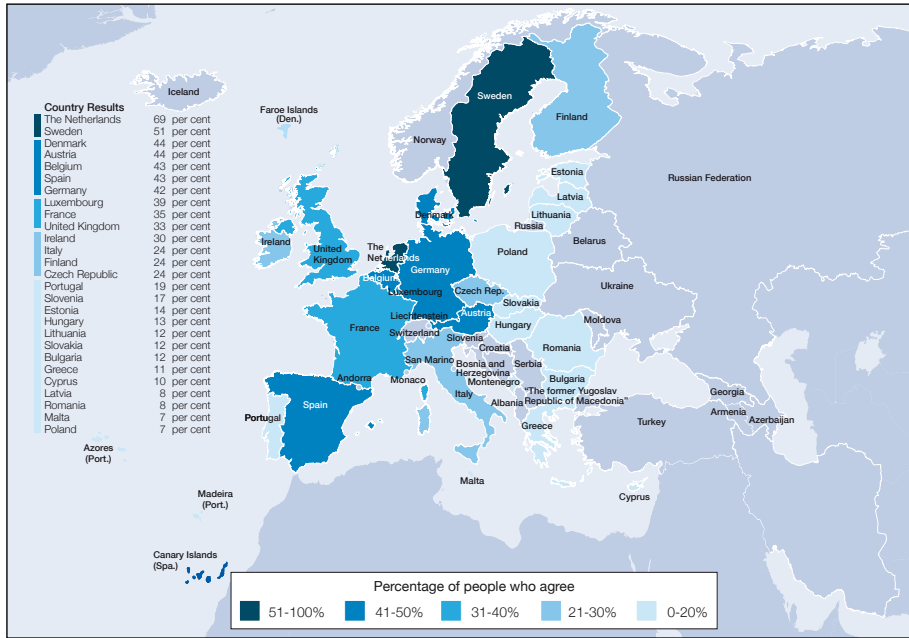 Country Results
The Netherlands 69 per cent
Sweden 51 per cent
Denmark 44 per cent
Austria 44 per cent
Belgium 43 per cent
Spain 43 per cent
Germany 42 per cent
Luxembourg 39 per cent
France 35 per cent
United Kingdom 33 per cent
Ireland 30 per cent
Italy 24 per cent
Finland 24 per cent
Czech Republic 24 per cent
Portugal 19 per cent
Slovenia 17 per cent
Estonia 14 per cent
Hungary 13 per cent
Lithuania 12 per cent
Slovakia 12 per cent
Bulgaria 12 per cent
Greece 11 per cent
Cyprus 10 per cent
Latvia 8 per cent
Romania 8 per cent
Malta 7 per cent
Poland 7 per cent
Iceland
Faroe Islands
(Den.)
Norway
Sweden
Finland
Russian Federation
Estonia
Latvia
Lithuania
Russia
Belarus
Denmark
Ireland
United
Kingdom
The
Netherlands
Belgium
Germany
Poland
Luxembourg
Czech Rep.
Ukraine
Slovakia
Liechtenstein
Austria
Moldova
France
Switzerland
Hungary
Slovenia
Croatia
Romania
San Marino
Bosnia and
Herzegovina
Serbia
Andorra
Monaco
Montenegro
Bulgaria
Italy
Albania
"The former Yugoslav
Republic of Macedonia"
Georgia
Armenia
Azerbaijan
Portugal
Spain
Greece
Turkey
Azores
(Port.)
Malta
Cyprus
Madeira
(Port.)
Canary Islands
(Spa.)
Percentage of people who agree
51-100% 41-50% 31-40% 21-30% 0-20%